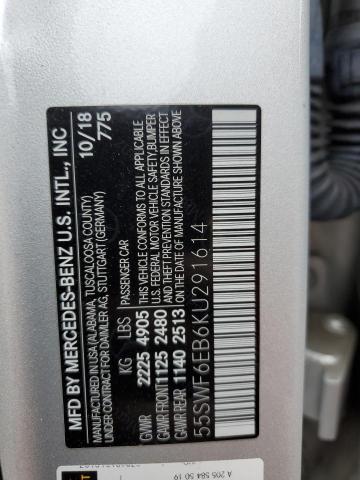 MFD BY MERCEDES-BENZ U.S. INTL., INC 10/18
MANUFACTURED IN USA (ALABAMA, TUSCALOOSA COUNTY) 775
UNDER CONTRACT FOR DAIMLER AG, STUTTGART (GERMANY)
KG LBS PASSENGER CAR
GVWR 2225 4905 THIS VEHICLE CONFORMS TO ALL APPLICABLE
U.S. FEDERAL MOTOR VEHICLE SAFETY, BUMPER
GAWR FRONT 1125 2480 AND THEFT PREVENTION STANDARDS IN EFFECT
GAWR REAR 1140 2513 ON THE DATE OF MANUFACTURE SHOWN ABOVE
55SWF6EB6KU291614
A 205 584 50 19